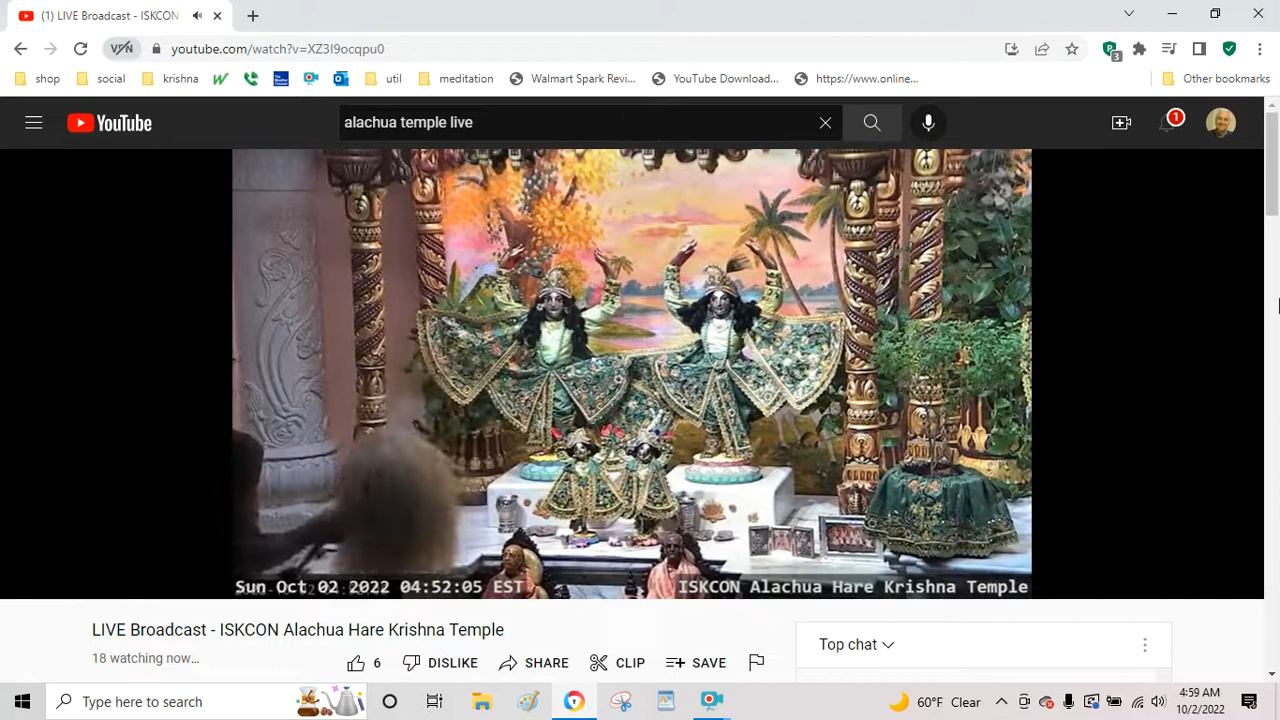 (1) LIVE Broadcast - ISKCON
youtube.com/watch?v=XZ3I9ocqpu0
VPN
3
shop
social
krishna
Walmart Spark Revi...
YouTube Download...
https://www.online...
util
meditation
Other bookmarks
YouTube
alachua temple live
1
Sun Oct 02 2022 04:52:05 EST
ISKCON Alachua Hare Krishna Temple
LIVE Broadcast - ISKCON Alachua Hare Krishna Temple
18 watching now...
6
DISLIKE
SHARE
CLIP
SAVE
Top chat
Type here to search
60°F Clear
4:59 AM
10/2/2022